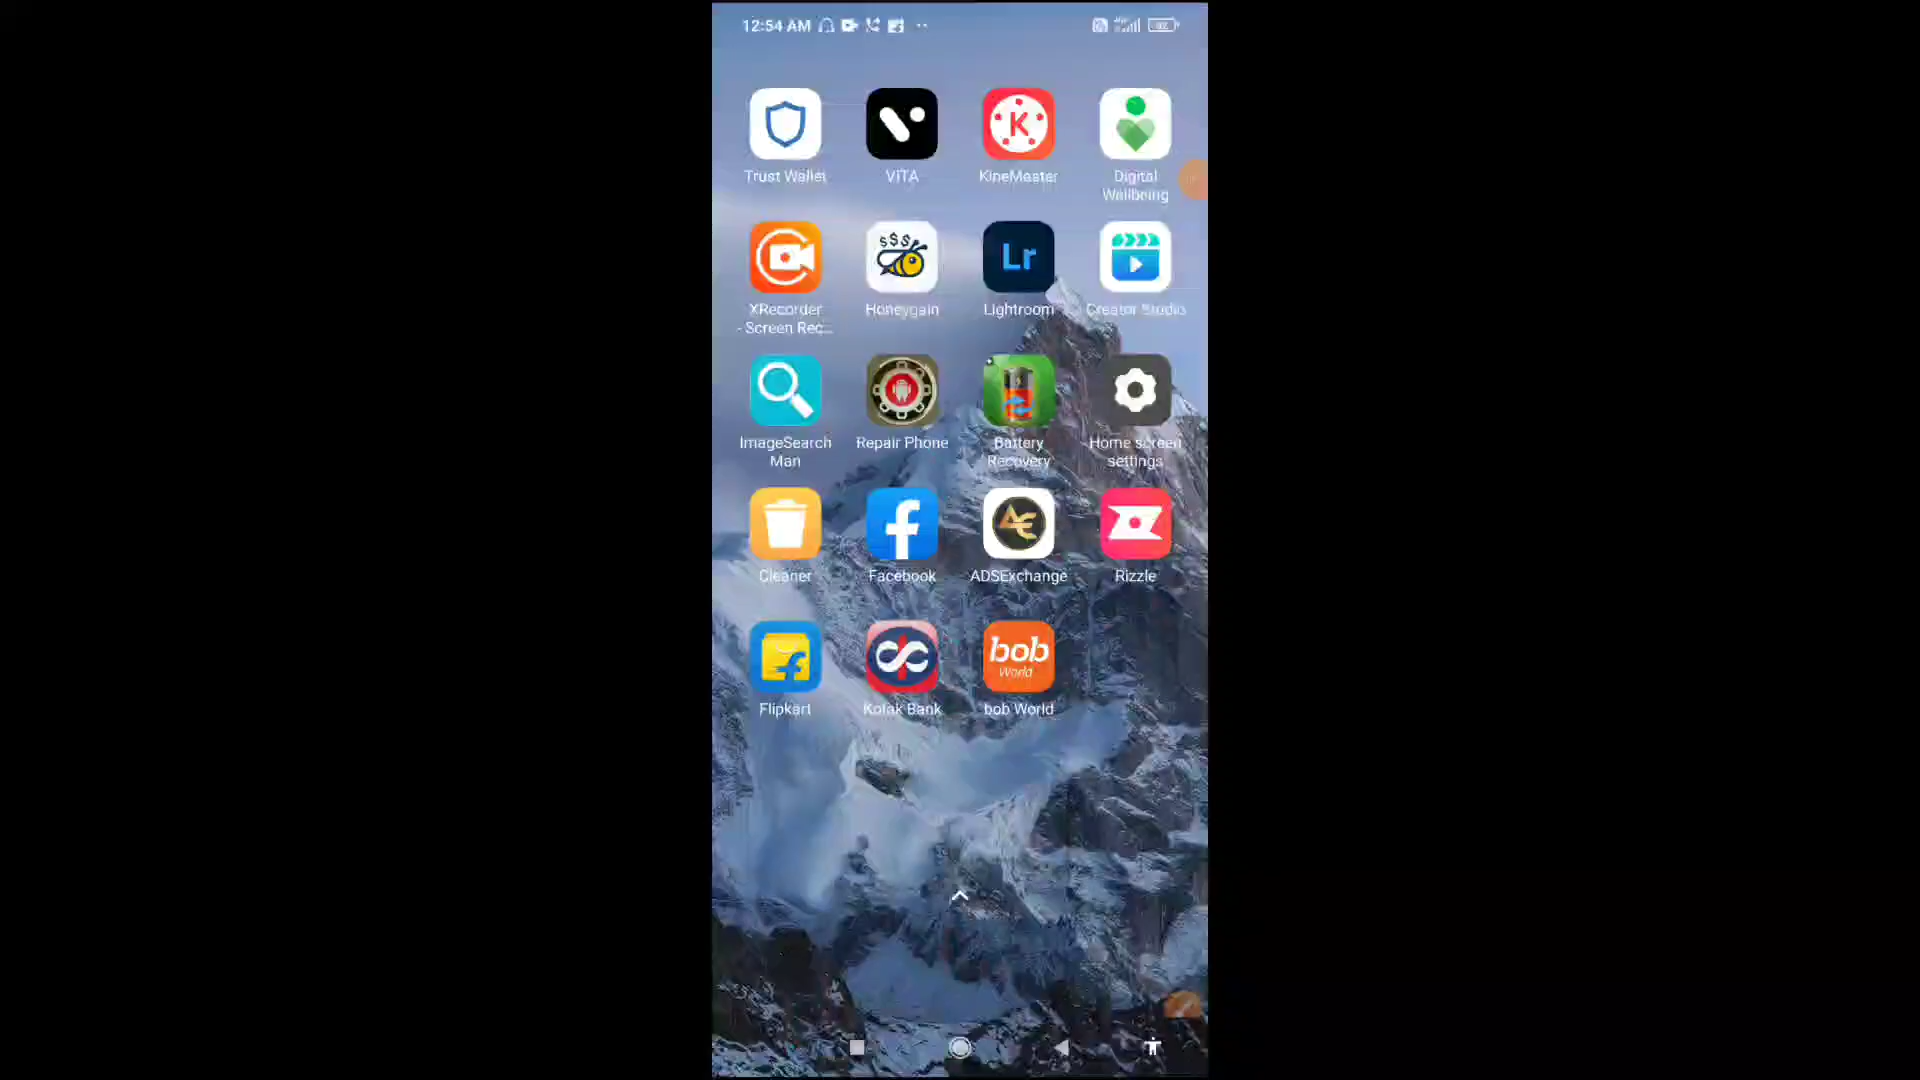 12:54 AM
Trust Wallet
VITA
K
KineMaster
Digital
Wellbeing
XRecorder
- Screen Rec...
$$$
Honeygain
Lr
Lightroom
Creator Studio
ImageSearch
Man
Repair Phone
Battery
Recovery
Home screen
settings
Cleaner
f
Facebook
AE
ADSExchange
Rizzle
f
Flipkart
Kotak Bank
bob
World
bob World